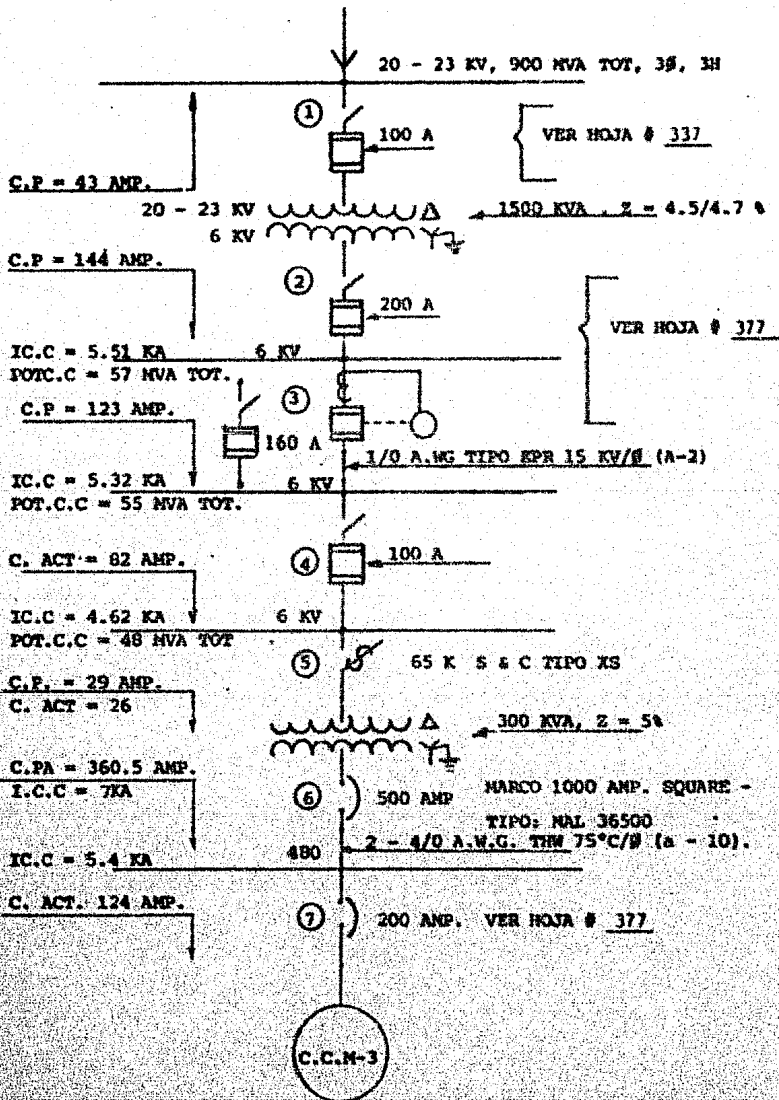 20 - 23 KV, 900 MVA TOT, 3Ø, 3H
1
100 A
VER HOJA # 337
C.P = 43 AMP.
20 - 23 KV
1500 KVA . Z = 4.5/4.7 %
6 KV
C.P = 144 AMP.
2
200 A
VER HOJA # 377
IC.C = 5.51 KA
6 KV
POTC.C = 57 MVA TOT.
3
C.P = 123 AMP.
160 A
1/0 A.WG TIPO EPR 15 KV/Ø (A-2)
IC.C = 5.32 KA
6 KV
POT.C.C = 55 MVA TOT.
4
100 A
C. ACT = 82 AMP.
IC.C = 4.62 KA
6 KV
POT.C.C = 48 MVA TOT
5
65 K S & C TIPO XS
C.P. = 29 AMP.
C. ACT = 26
300 KVA, Z = 5%
C.PA = 360.5 AMP.
I.C.C = 7KA
6
500 AMP
MARCO 1000 AMP. SQUARE -
TIPO: MAL 36500
2 - 4/0 A.W.G. THW 75°C/Ø (a - 10).
480
IC.C = 5.4 KA
C. ACT. 124 AMP.
7
200 AMP. VER HOJA # 377
C.C.M-3